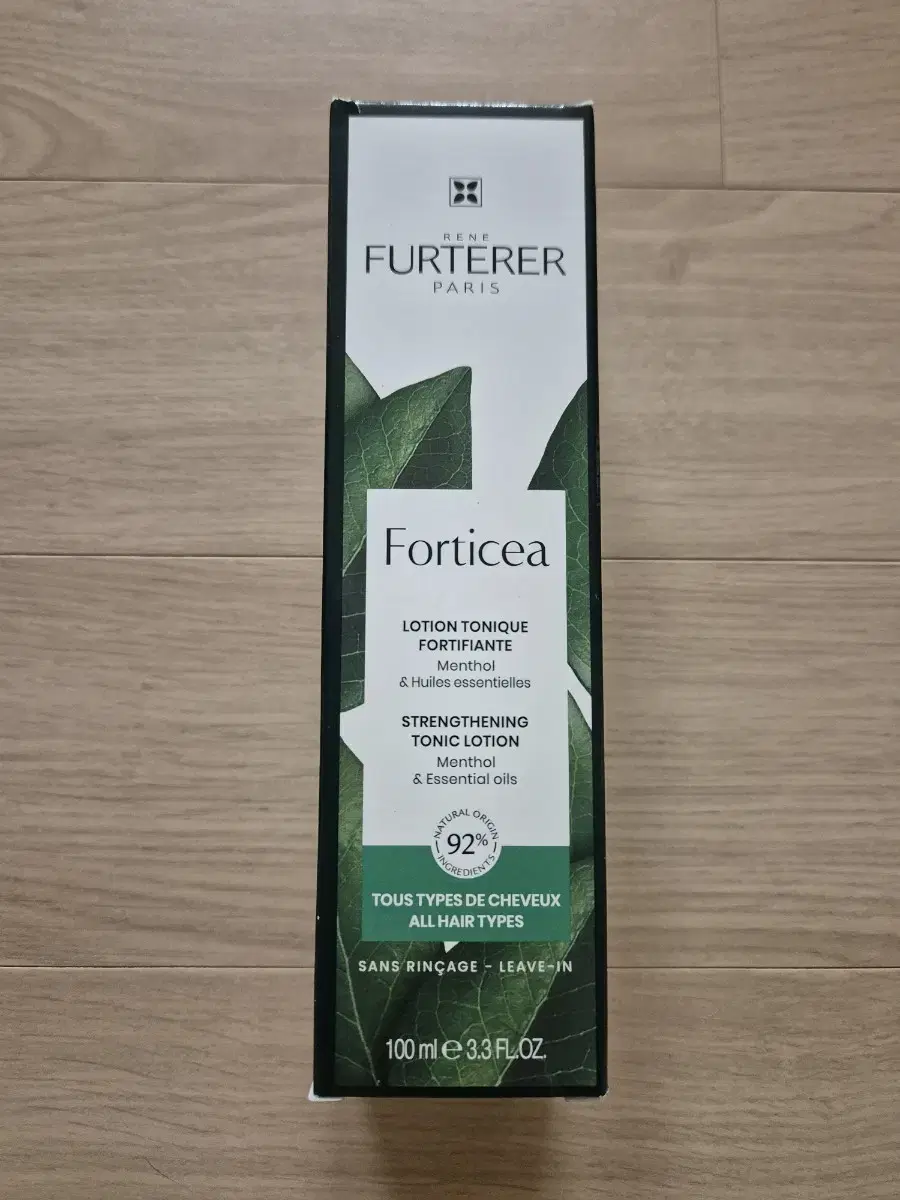 RENE
FURTERER
PARIS
Forticea
LOTION TONIQUE
FORTIFIANTE
Menthol
& Huiles essentielles
STRENGTHENING
TONIC LOTION
Menthol
& Essential oils
NATURAL ORIGIN
92%
INGREDIENTS
TOUS TYPES DE CHEVEUX
ALL HAIR TYPES
SANS RINÇAGE - LEAVE-IN
100 ml ℮ 3.3 FL.OZ.